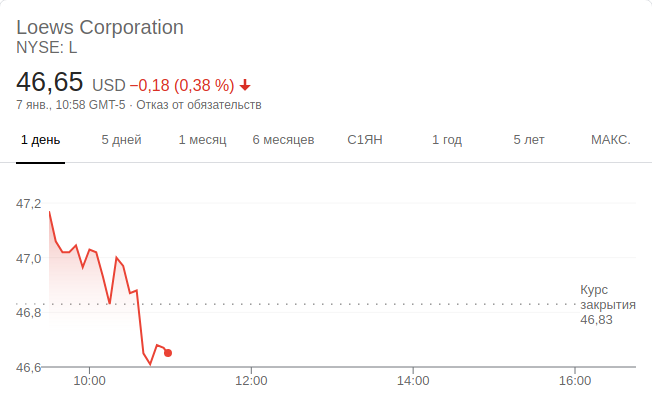 Loews Corporation
NYSE: L
46,65 USD −0,18 (0,38 %)
7 янв., 10:58 GMT-5 · Отказ от обязательств
1 день 5 дней 1 месяц 6 месяцев С1ЯН 1 год 5 лет МАКС.
47,2
47,0
Курс
закрытия
46,83
46,8
46,6
10:00 12:00 14:00 16:00